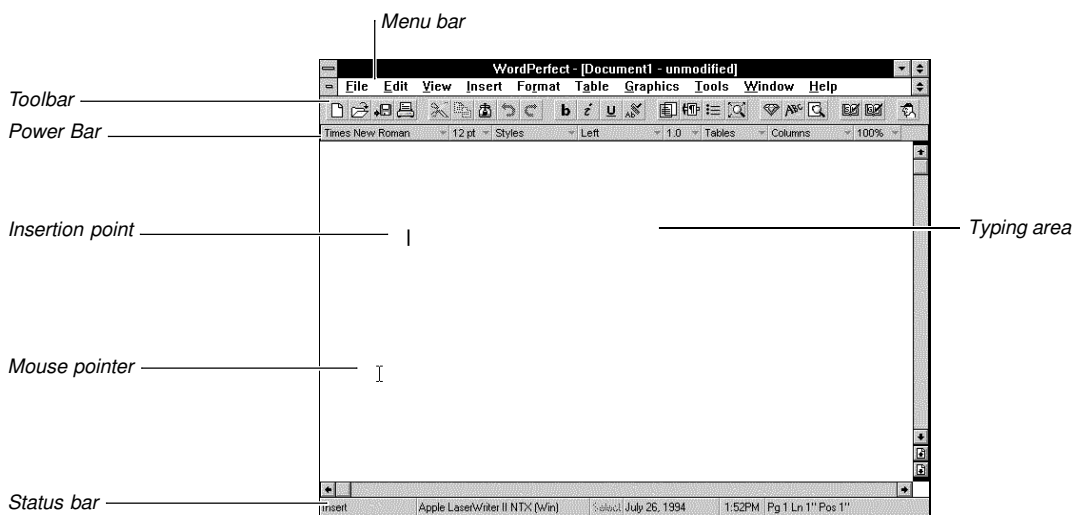 Menu bar
WordPerfect - [Document1 - unmodified]
File Edit View Insert Format Table Graphics Tools Window Help
Toolbar
b i u
ABC
Power Bar
Times New Roman 12 pt Styles Left 1.0 Tables Columns 100%
Insertion point
Typing area
Mouse pointer
Status bar
Insert Apple LaserWriter II NTX (Win) Select July 26, 1994 1:52PM Pg 1 Ln 1" Pos 1"